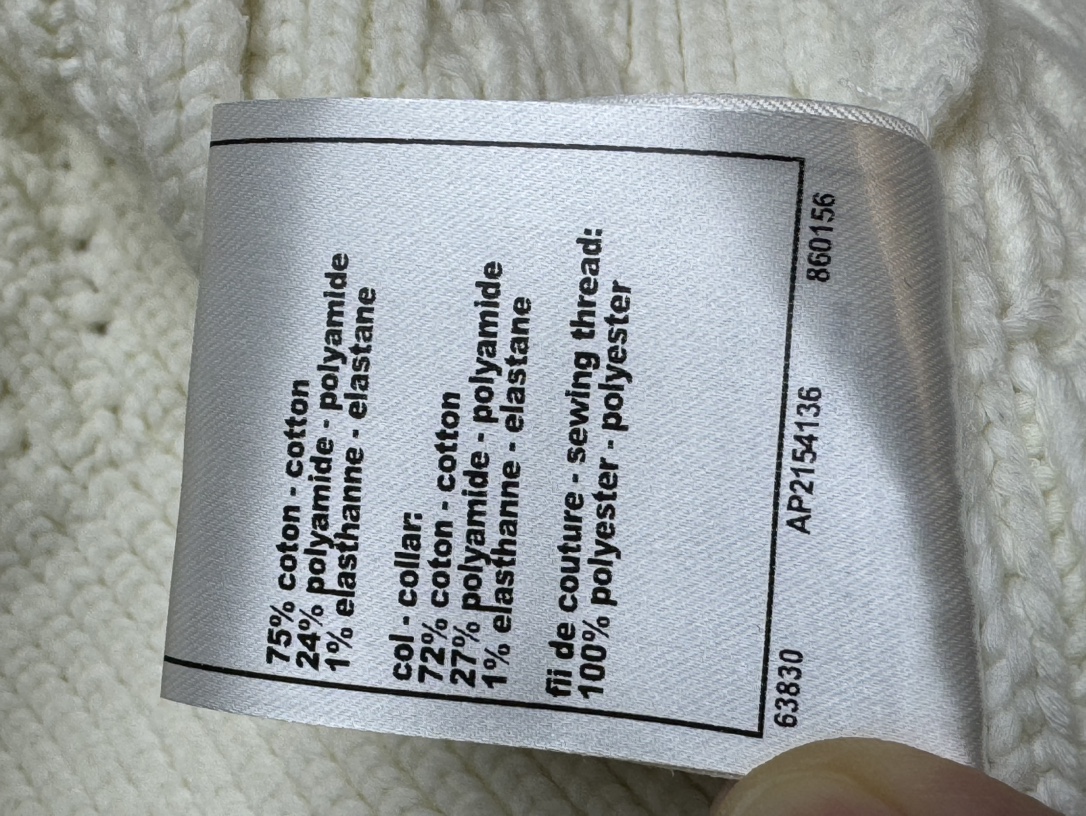 75% coton - cotton
24% polyamide - polyamide
1% elasthanne - elastane
col - collar:
72% coton - cotton
27% polyamide - polyamide
1% elasthanne - elastane
fii de couture - sewing thread:
100% polyester - polyester
63830 AP2154136 860156